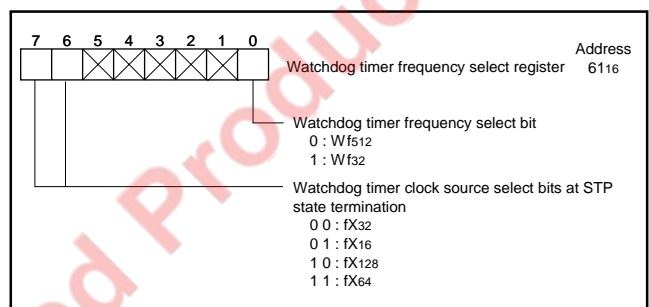 7 6 5 4 3 2 1 0
Address
Watchdog timer frequency select register 6116
Watchdog timer frequency select bit
0 : Wf512
1 : Wf32
Watchdog timer clock source select bits at STP
state termination
0 0 : fX32
0 1 : fX16
1 0 : fX128
1 1 : fX64